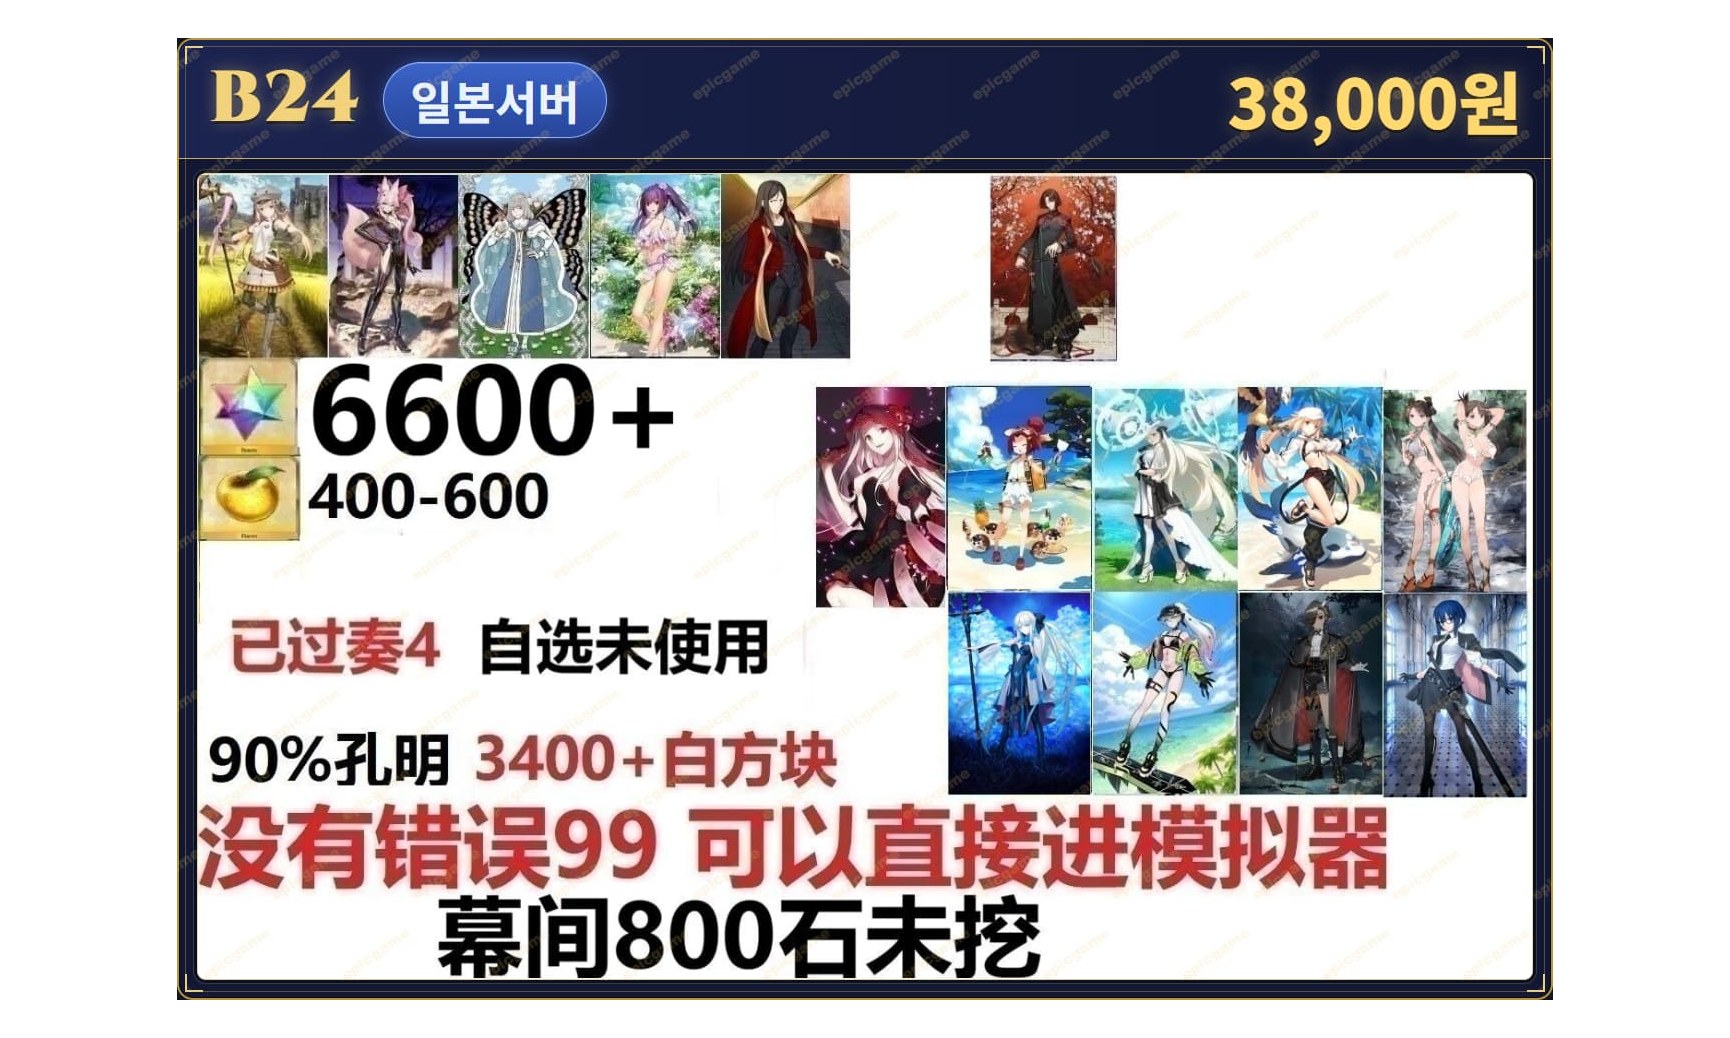 B24 일본서버 38,000원
6600+
400-600
已过奏4 自选未使用
90%孔明 3400+白方块
没有错误99 可以直接进模拟器
幕间800石未挖
epicgame